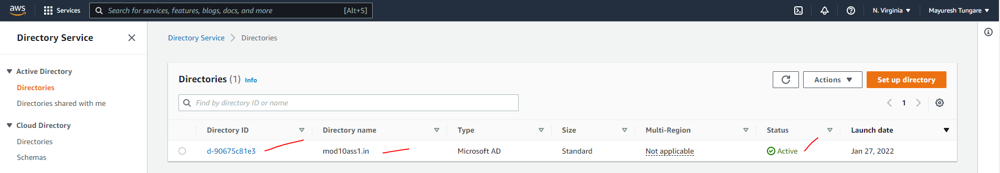 aws Services Search for services, features, blogs, docs, and more [Alt+S] N. Virginia Mayuresh Tungare
Directory Service
Active Directory
Directories
Directories shared with me
Cloud Directory
Directories
Schemas
Directory Service Directories
Directories (1) Info Actions Set up directory
Find by directory ID or name 1
Directory ID Directory name Type Size Multi-Region Status Launch date
d-90675c81e3 mod10ass1.in Microsoft AD Standard Not applicable Active Jan 27, 2022